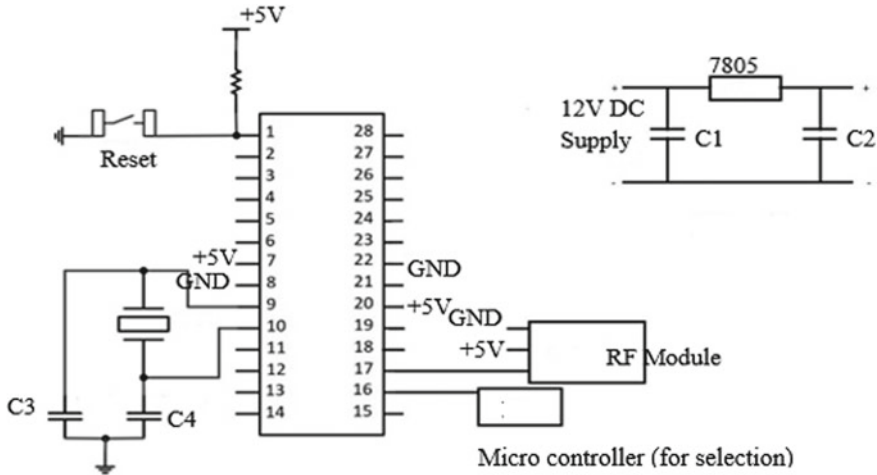 +5V
7805
12V DC
Supply
C1
C2
Reset
1 28
2 27
3 26
4 25
5 24
6 23
+5V 7 22 GND
GND 8 21
9 20 +5V
10 19 GND
11 18 +5V
12 17
RF Module
13 16
14 15
C3
C4
Micro controller (for selection)